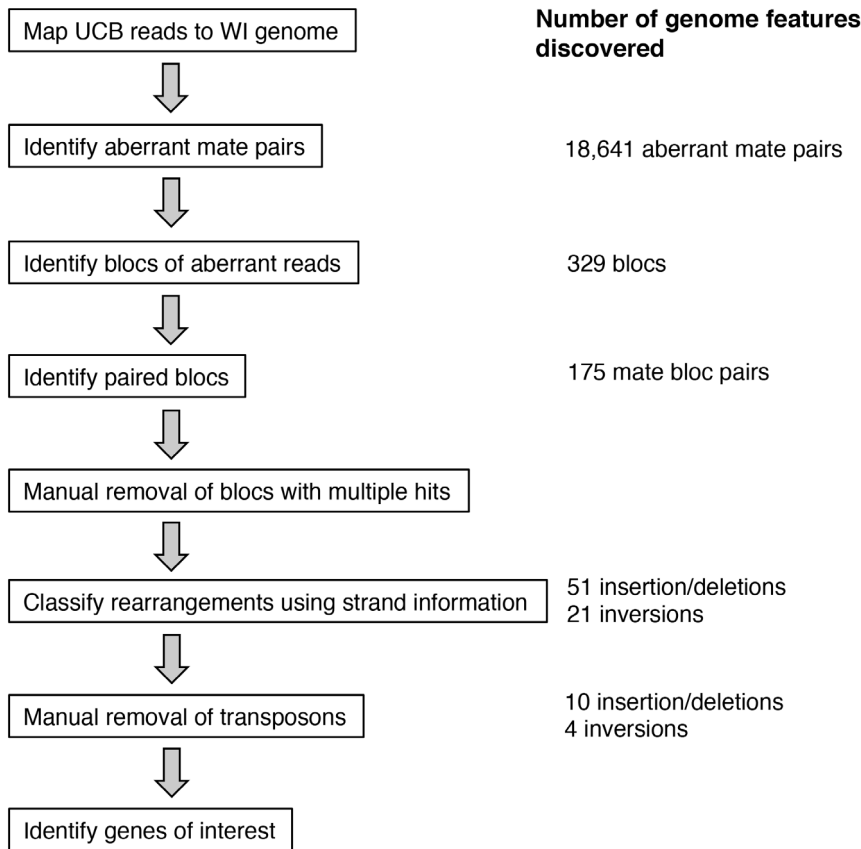 Map UCB reads to WI genome
Number of genome features
discovered
Identify aberrant mate pairs
18,641 aberrant mate pairs
Identify blocs of aberrant reads
329 blocs
Identify paired blocs
175 mate bloc pairs
Manual removal of blocs with multiple hits
Classify rearrangements using strand information
51 insertion/deletions
21 inversions
Manual removal of transposons
10 insertion/deletions
4 inversions
Identify genes of interest